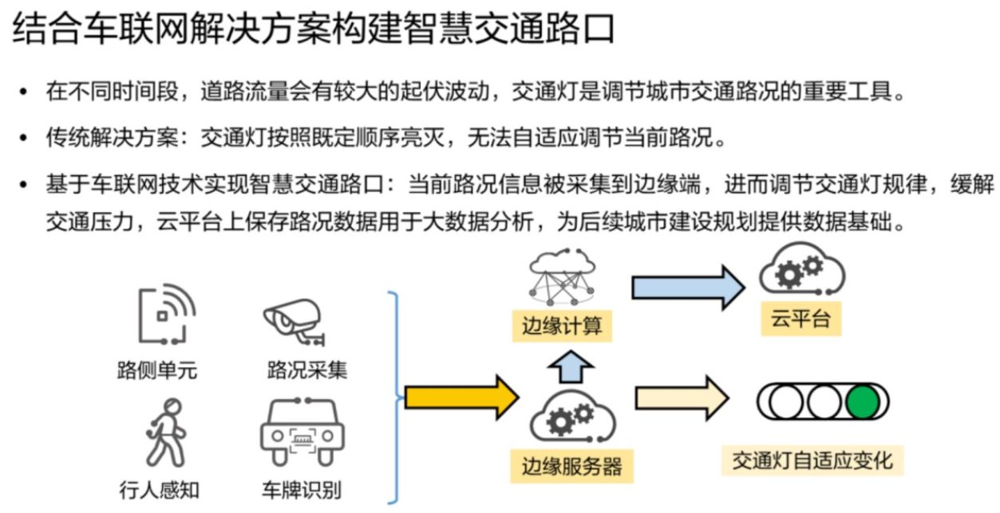 结合车联网解决方案构建智慧交通路口
• 在不同时间段，道路流量会有较大的起伏波动，交通灯是调节城市交通路况的重要工具。
• 传统解决方案：交通灯按照既定顺序亮灭，无法自适应调节当前路况。
• 基于车联网技术实现智慧交通路口：当前路况信息被采集到边缘端，进而调节交通灯规律，缓解
交通压力，云平台上保存路况数据用于大数据分析，为后续城市建设规划提供数据基础。
边缘计算
云平台
路侧单元
路况采集
边缘服务器
交通灯自适应变化
行人感知
车牌识别